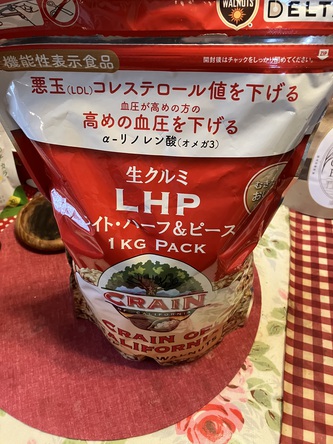 WALNUTS
DELT
機能性表示食品
開封後はチャックをしっかり閉めてください。
悪玉(LDL)コレステロール値を下げる
血圧が高めの方の
高めの血圧を下げる
α-リノレン酸(オメガ3)
生クルミ
LHP
イト・ハーフ&ピース
1KG PACK
CRAIN
CRAIN OF
CALIFORNIA